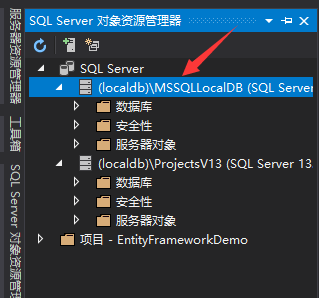 SQL Server 对象资源管理器
服务器资源管理器
工具箱
SQL Server 对象资源管理器
SQL Server
(localdb)\MSSQLLocalDB (SQL Server
数据库
安全性
服务器对象
(localdb)\ProjectsV13 (SQL Server 13
数据库
安全性
服务器对象
项目 - EntityFrameworkDemo